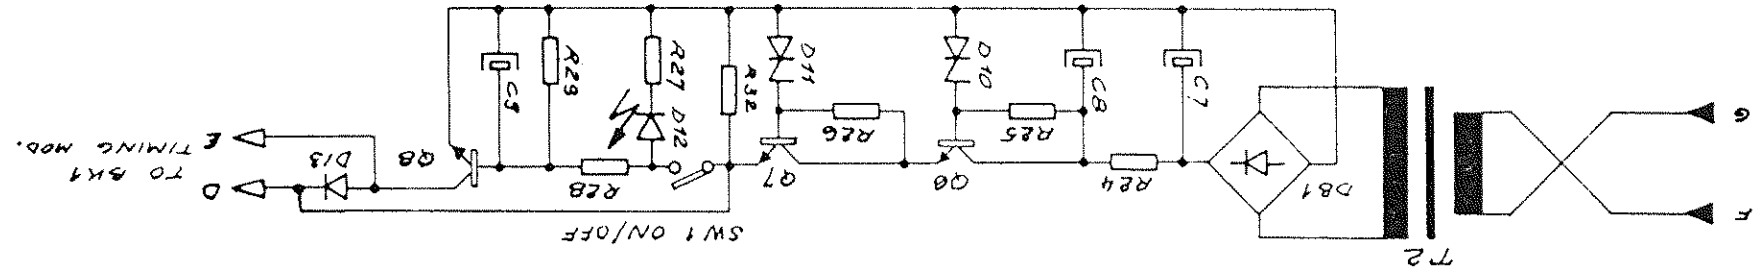 T2
SW1 ON/OFF
F
DB1
R24
Q6
Q7
R28
Q8
D13
D
E
TO BK1
TIMING MOD.
G
R25
R26
D12
C7
C8
D10
D11
R32
R27
R29
C9